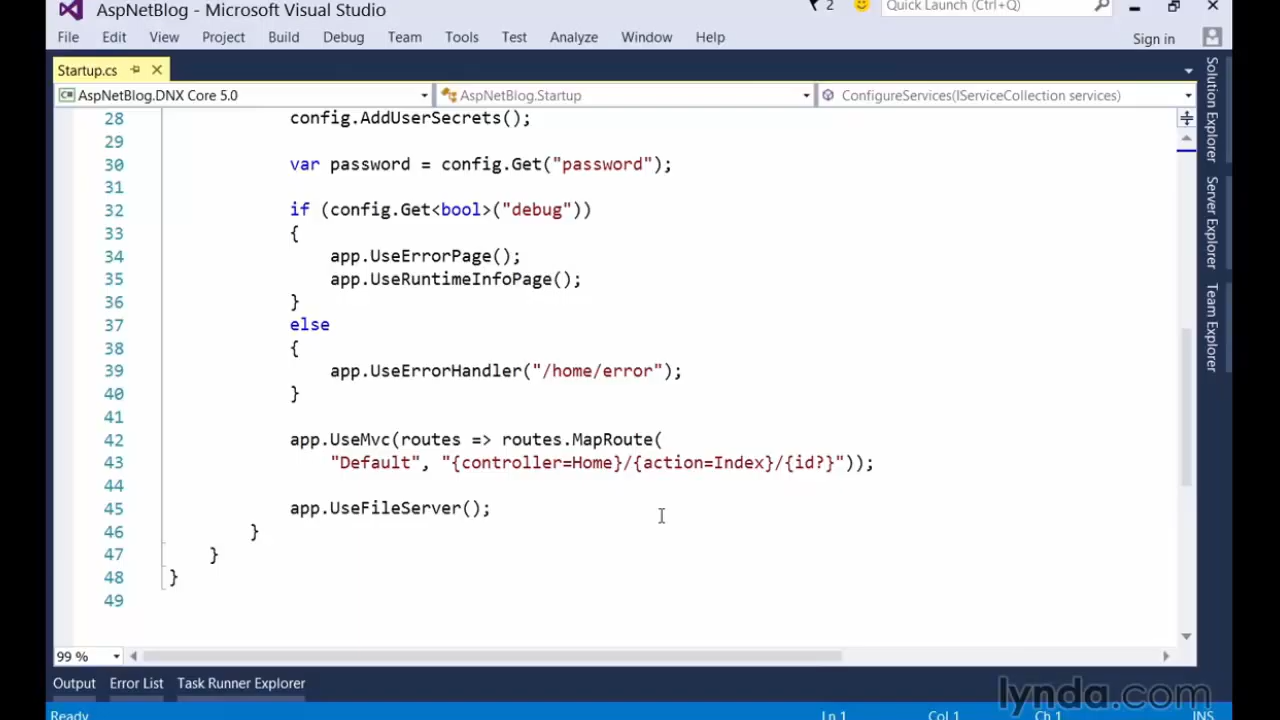 AspNetBlog - Microsoft Visual Studio
2
Quick Launch (Ctrl+Q)
File Edit View Project Build Debug Team Tools Test Analyze Window Help
Sign in
Startup.cs
AspNetBlog.DNX Core 5.0
AspNetBlog.Startup
ConfigureServices(IServiceCollection services)
28 config.AddUserSecrets();
29
30 var password = config.Get("password");
31
32 if (config.Get<bool>("debug"))
33 {
34 app.UseErrorPage();
35 app.UseRuntimeInfoPage();
36 }
37 else
38 {
39 app.UseErrorHandler("/home/error");
40 }
41
42 app.UseMvc(routes => routes.MapRoute(
43 "Default", "{controller=Home}/{action=Index}/{id?}"));
44
45 app.UseFileServer();
46 }
47 }
48 }
49
99 %
Output Error List Task Runner Explorer
Ready Ln 1 Col 1 Ch 1 INS
Solution Explorer
Server Explorer
Team Explorer
lynda.com